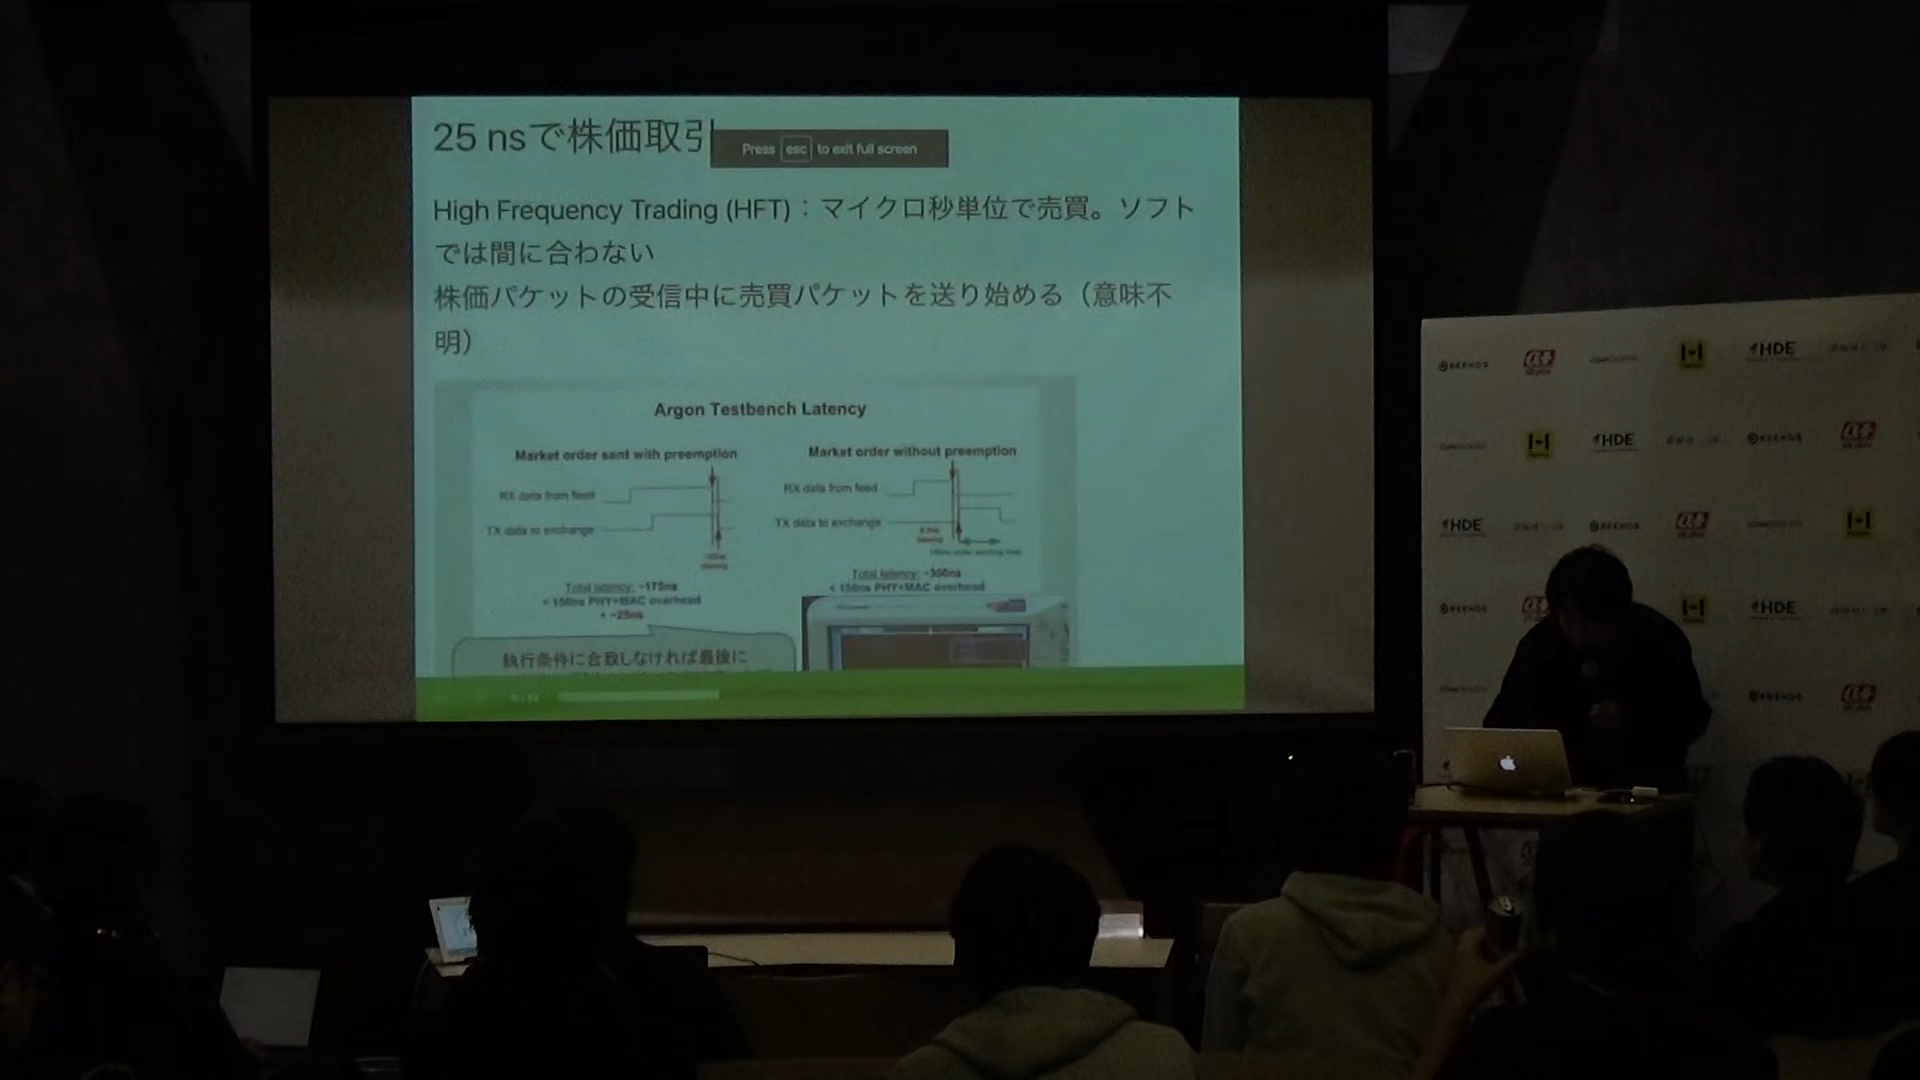 25 nsで株価取引
Press esc to exit full screen
High Frequency Trading (HFT)：マイクロ秒単位で売買。ソフト
では間に合わない
株価パケットの受信中に売買パケットを送り始める（意味不
明）
Argon Testbench Latency
Market order sent with preemption
RX data from feed
TX data to exchange
Total latency: ~175ns
< 150ns PHY+MAC overhead
+ ~25ns
Market order without preemption
RX data from feed
TX data to exchange
Total latency: ~300ns
< 150ns PHY+MAC overhead
執行条件に合致しなければ最後に
HDE
HDE
HDE
HDE